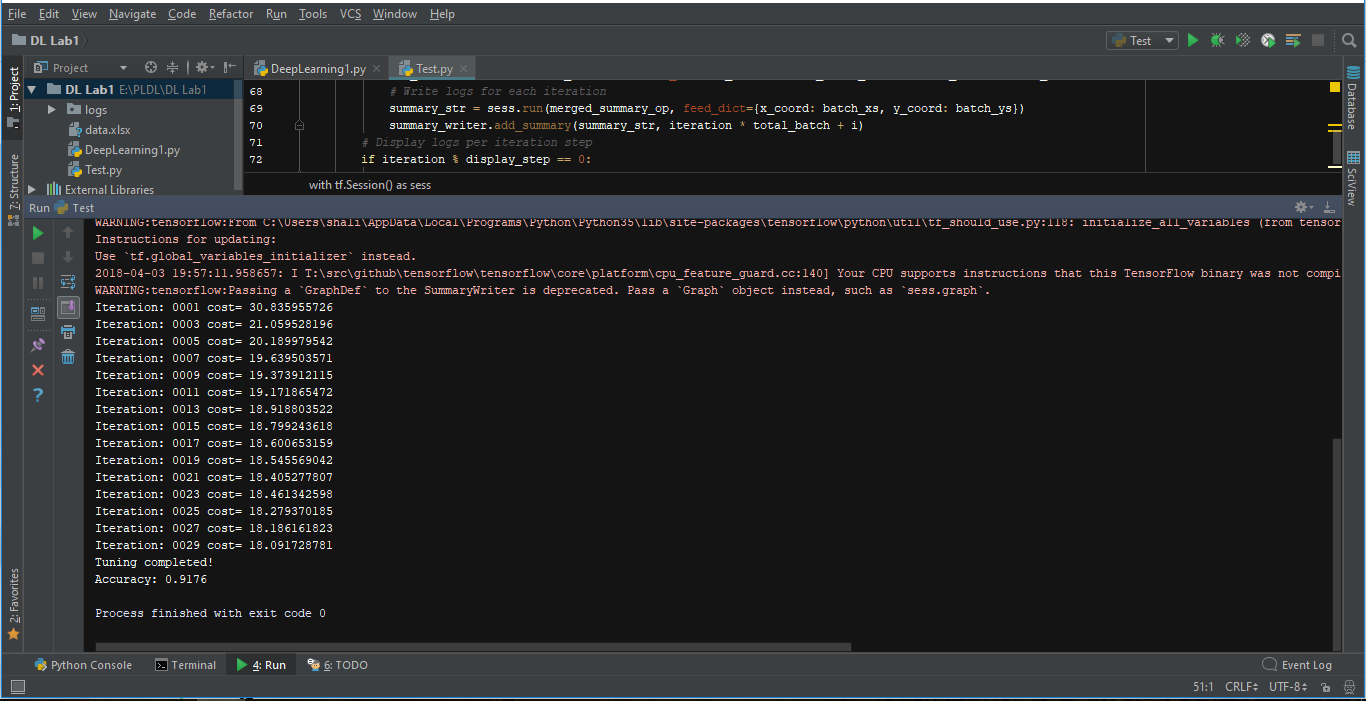 File Edit View Navigate Code Refactor Run Tools VCS Window Help
DL Lab1
Test
Project
DeepLearning1.py
Test.py
1: Project
7: Structure
2: Favorites
Database
SciView
DL Lab1 E:\PLDL\DL Lab1
logs
data.xlsx
DeepLearning1.py
Test.py
External Libraries
68 # Write logs for each iteration
69 summary_str = sess.run(merged_summary_op, feed_dict={x_coord: batch_xs, y_coord: batch_ys})
70 summary_writer.add_summary(summary_str, iteration * total_batch + i)
71 # Display logs per iteration step
72 if iteration % display_step == 0:
with tf.Session() as sess
Run Test
WARNING:tensorflow:From C:\Users\shali\AppData\Local\Programs\Python\Python35\lib\site-packages\tensorflow\python\util\tf_should_use.py:118: initialize_all_variables (from tensor
Instructions for updating:
Use `tf.global_variables_initializer` instead.
2018-04-03 19:57:11.958657: I T:\src\github\tensorflow\tensorflow\core\platform\cpu_feature_guard.cc:140] Your CPU supports instructions that this TensorFlow binary was not compi
WARNING:tensorflow:Passing a `GraphDef` to the SummaryWriter is deprecated. Pass a `Graph` object instead, such as `sess.graph`.
Iteration: 0001 cost= 30.835955726
Iteration: 0003 cost= 21.059528196
Iteration: 0005 cost= 20.189979542
Iteration: 0007 cost= 19.639503571
Iteration: 0009 cost= 19.373912115
Iteration: 0011 cost= 19.171865472
Iteration: 0013 cost= 18.918803522
Iteration: 0015 cost= 18.799243618
Iteration: 0017 cost= 18.600653159
Iteration: 0019 cost= 18.545569042
Iteration: 0021 cost= 18.405277807
Iteration: 0023 cost= 18.461342598
Iteration: 0025 cost= 18.279370185
Iteration: 0027 cost= 18.186161823
Iteration: 0029 cost= 18.091728781
Tuning completed!
Accuracy: 0.9176
Process finished with exit code 0
Python Console Terminal 4: Run 6: TODO Event Log
51:1 CRLF UTF-8